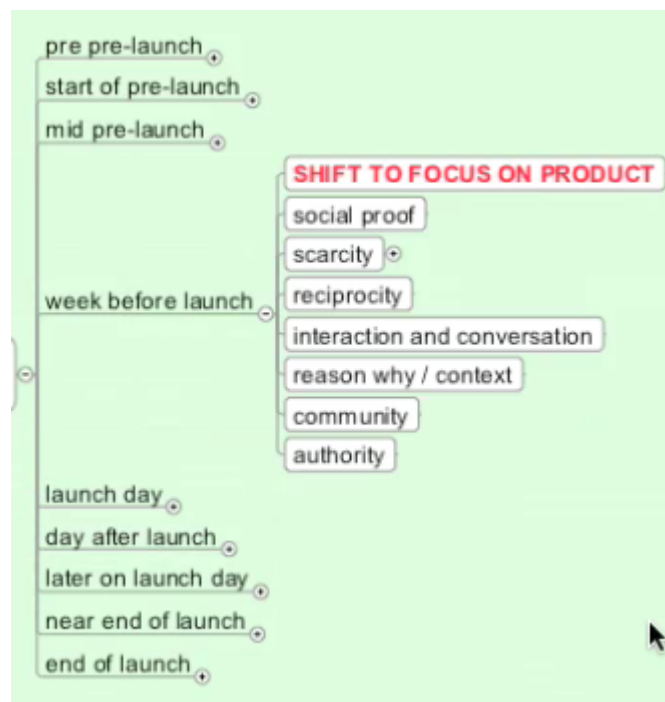 pre pre-launch
start of pre-launch
mid pre-launch
week before launch
SHIFT TO FOCUS ON PRODUCT
social proof
scarcity
reciprocity
interaction and conversation
reason why / context
community
authority
launch day
day after launch
later on launch day
near end of launch
end of launch